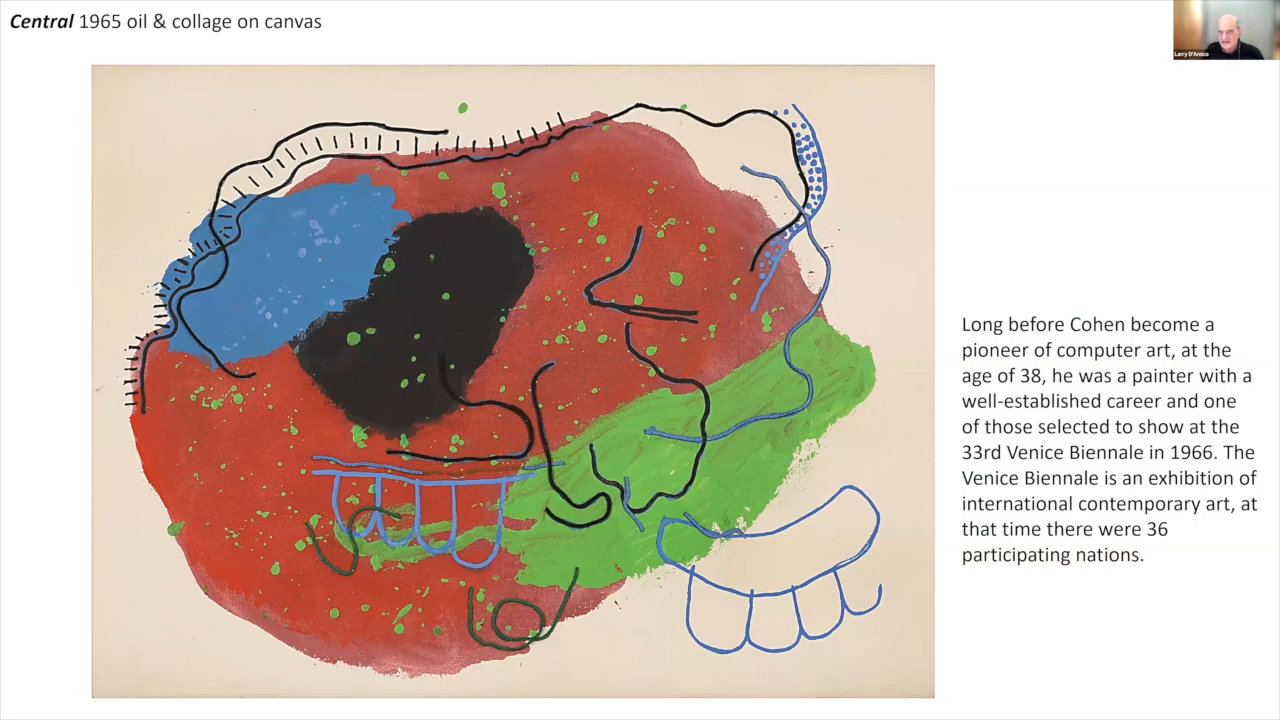 Central 1965 oil & collage on canvas
Larry D'Amico
Long before Cohen become a
pioneer of computer art, at the
age of 38, he was a painter with a
well-established career and one
of those selected to show at the
33rd Venice Biennale in 1966. The
Venice Biennale is an exhibition of
international contemporary art, at
that time there were 36
participating nations.